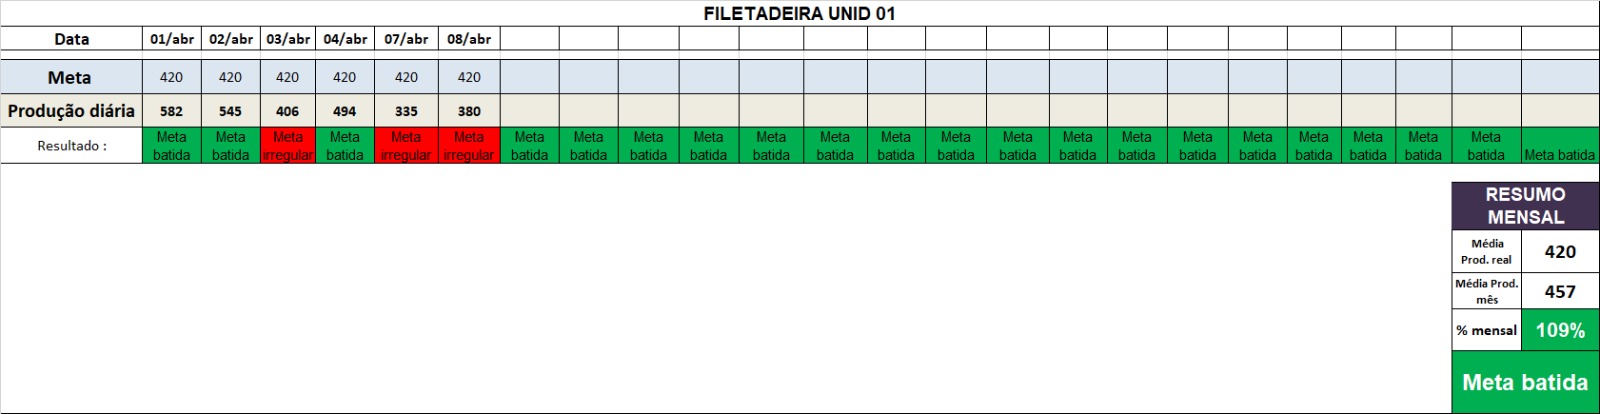 FILETADEIRA UNID 01
Data 01/abr 02/abr 03/abr 04/abr 07/abr 08/abr
Meta 420 420 420 420 420 420
Produção diária 582 545 406 494 335 380
Resultado : Meta batida Meta batida Meta irregular Meta batida Meta irregular Meta irregular Meta batida Meta batida Meta batida Meta batida Meta batida Meta batida Meta batida Meta batida Meta batida Meta batida Meta batida Meta batida Meta batida Meta batida Meta batida Meta batida Meta batida Meta batida
RESUMO
MENSAL
Média
Prod. real 420
Média Prod.
mês 457
% mensal 109%
Meta batida